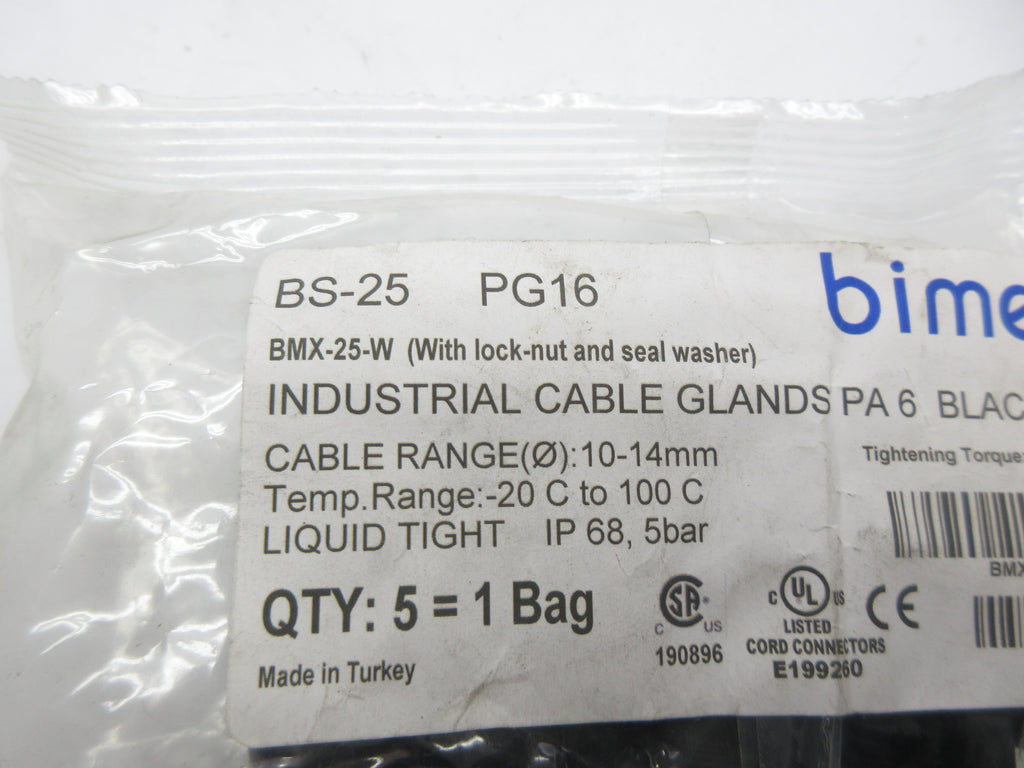 BS-25 PG16
bime
BMX-25-W (With lock-nut and seal washer)
INDUSTRIAL CABLE GLANDS PA 6 BLAC
CABLE RANGE(Ø):10-14mm
Tightening Torque:
Temp.Range:-20 C to 100 C
LIQUID TIGHT IP 68, 5bar
BMX
QTY: 5 = 1 Bag
SA
C US
190896
C UL US
LISTED
CORD CONNECTORS
E199260
CE
Made in Turkey